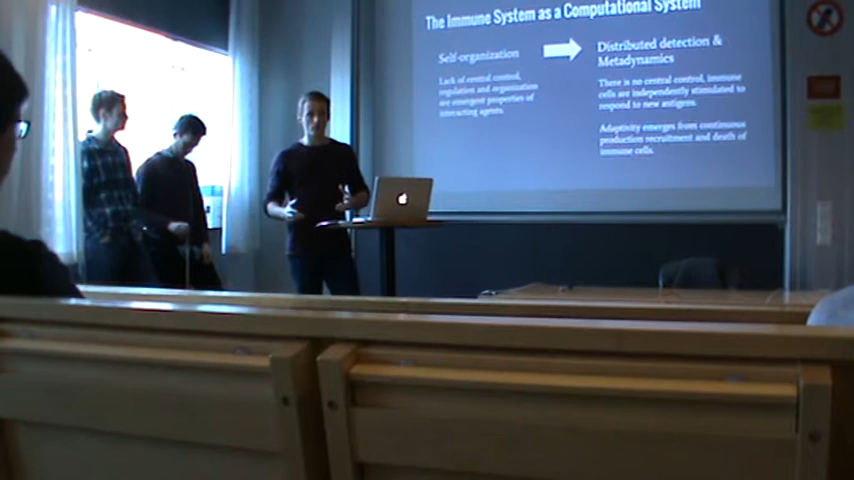 The Immune System as a Computational System
Self-organization
Lack of central control,
regulation and organization
are emergent properties of
interacting agents.
Distributed detection &
Metadynamics
There is no central control, immune
cells are independently stimulated to
respond to new antigens.
Adaptivity emerges from continuous
production recruitment and death of
immune cells.